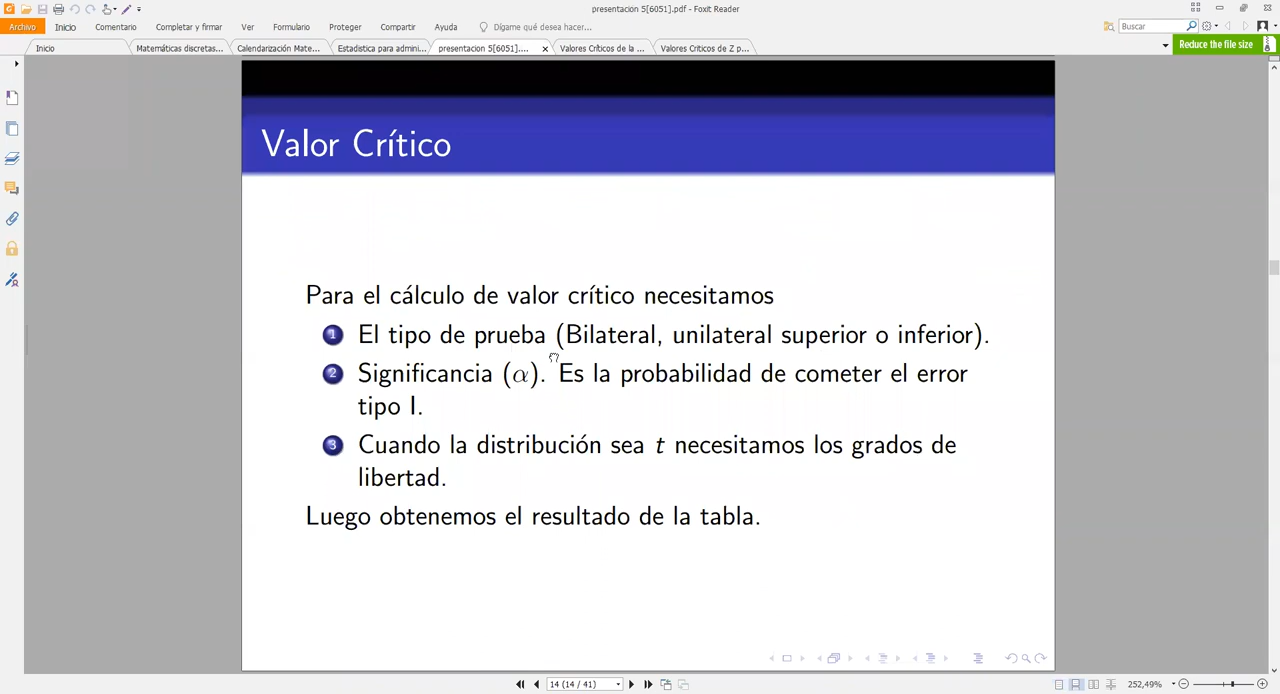 presentacion 5[6051].pdf - Foxit Reader
Archivo Inicio Comentario Completar y firmar Ver Formulario Proteger Compartir Ayuda Dígame qué desea hacer... Buscar
Inicio Matemáticas discretas... Calendarización Mate... Estadistica para admini... presentacion 5[6051].... Valores Críticos de la ... Valores Criticos de Z p... Reduce the file size
Valor Crítico
Para el cálculo de valor crítico necesitamos
1 El tipo de prueba (Bilateral, unilateral superior o inferior).
2 Significancia (α). Es la probabilidad de cometer el error
tipo I.
3 Cuando la distribución sea t necesitamos los grados de
libertad.
Luego obtenemos el resultado de la tabla.
14 (14 / 41) 252,49%